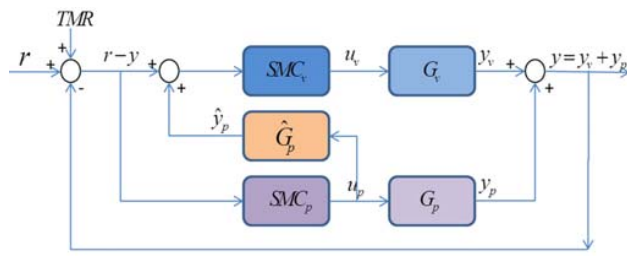 TMR
r
+
+
-
r−y
+
+
SMC_v
u_v
G_v
y_v
+
+
y=y_v+y_p
ŷ_p
Ĝ_p
SMC_p
u_p
G_p
y_p